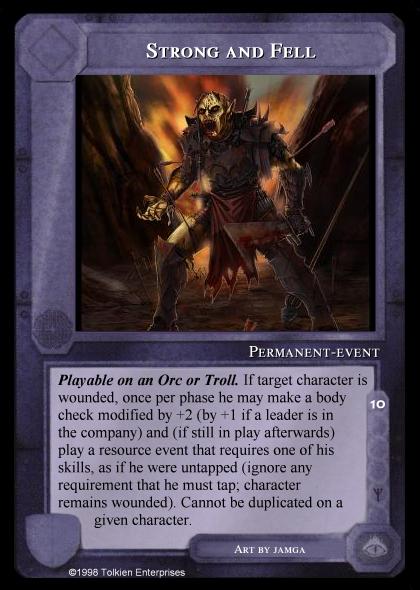 STRONG AND FELL
PERMANENT-EVENT
Playable on an Orc or Troll. If target character is
wounded, once per phase he may make a body
check modified by +2 (by +1 if a leader is in
the company) and (if still in play afterwards)
play a resource event that requires one of his
skills, as if he were untapped (ignore any
requirement that he must tap; character
remains wounded). Cannot be duplicated on a
given character.
10
ART BY JAMGA
©1998 Tolkien Enterprises